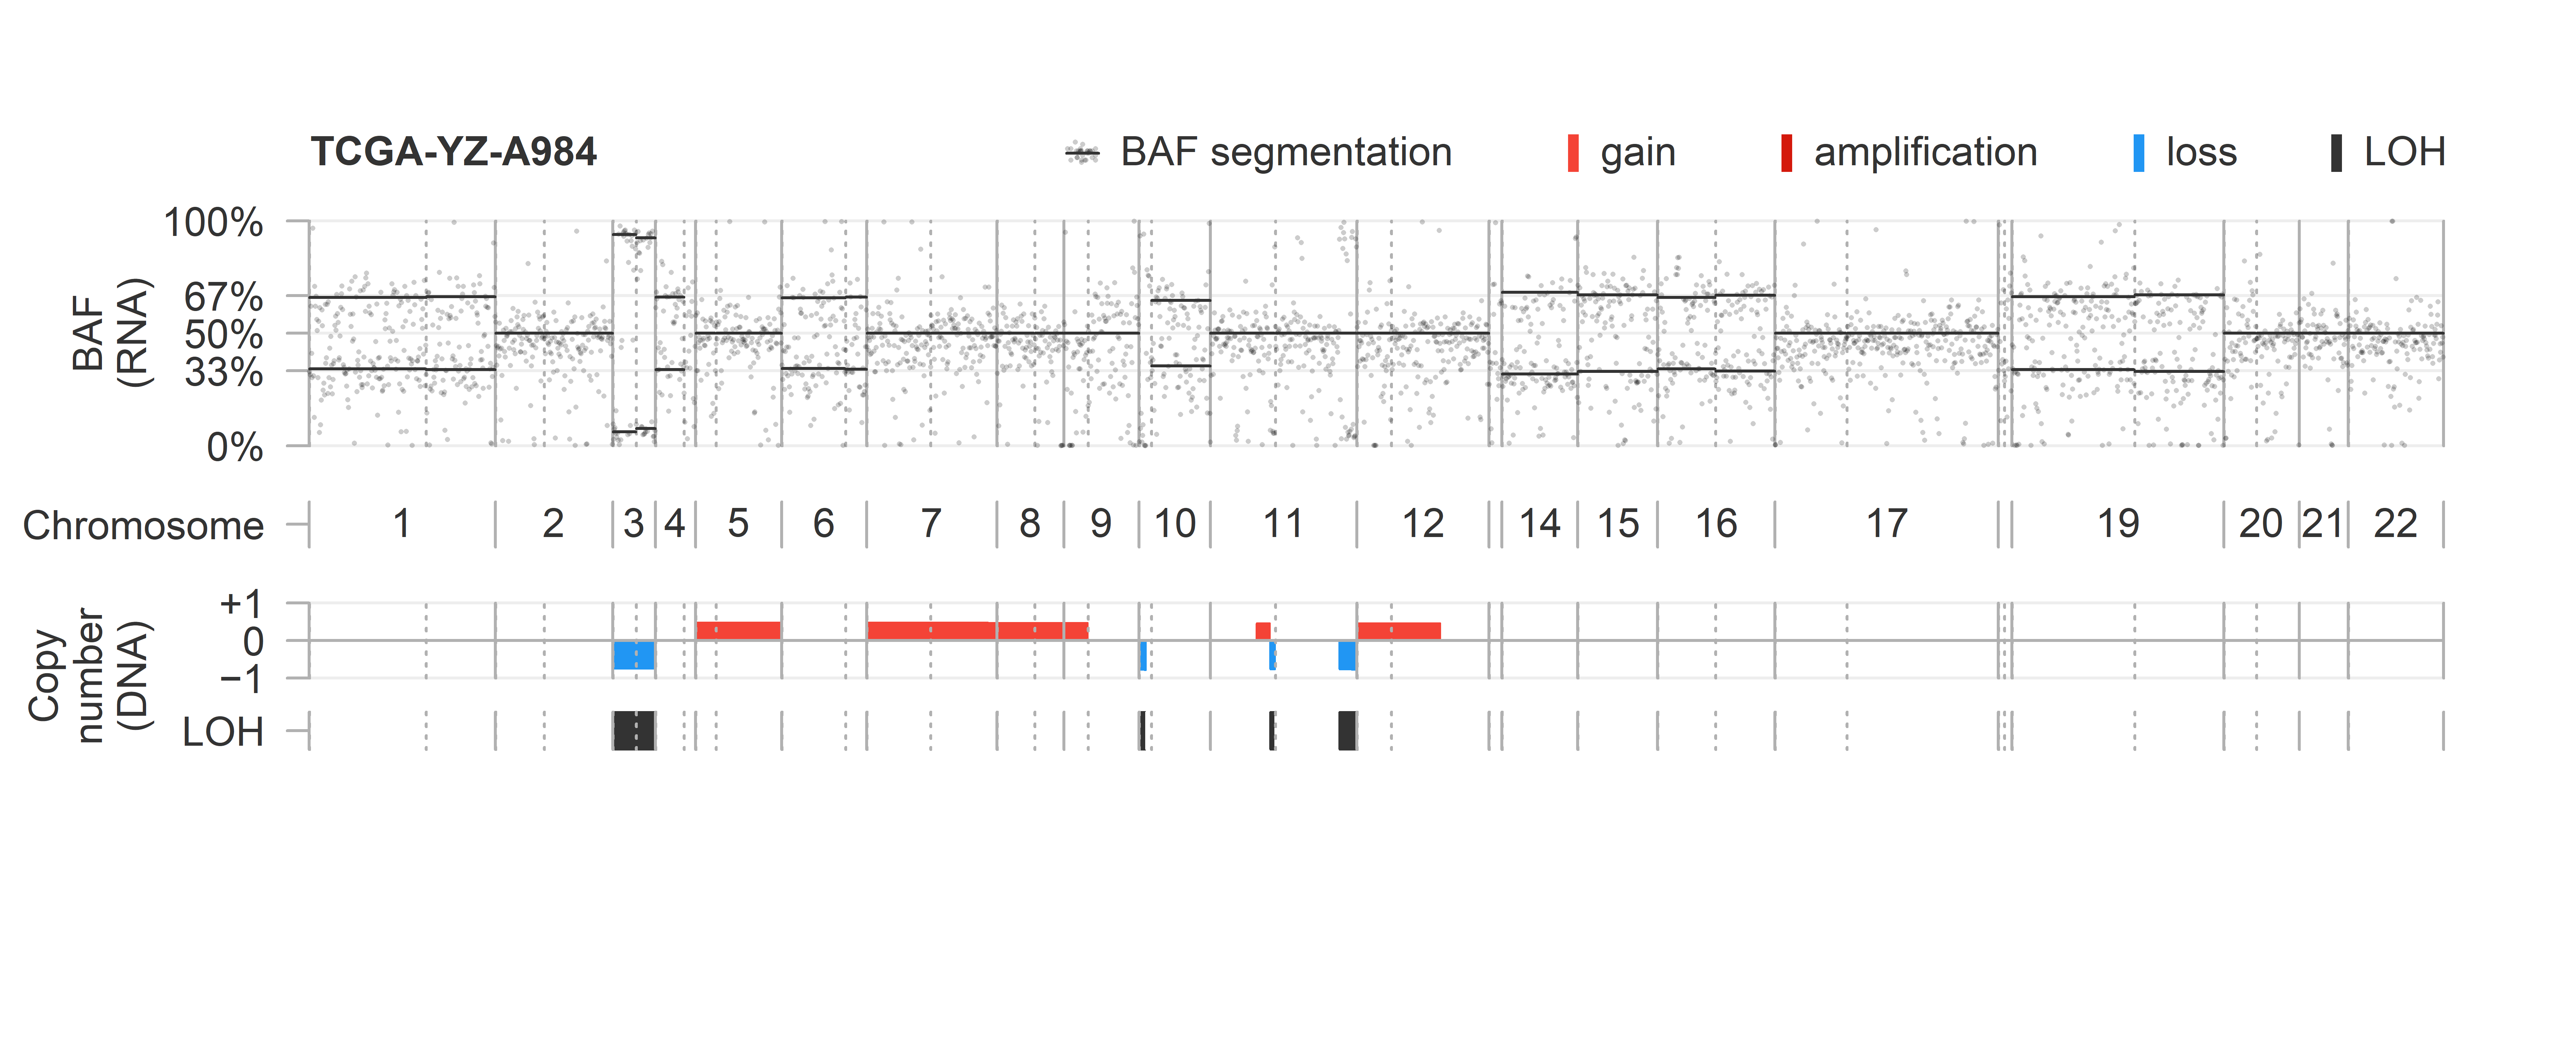 TCGA-YZ-A984 BAF segmentation gain amplification loss LOH
100%
67%
50%
33%
0%
BAF
(RNA)
Chromosome 1 2 3 4 5 6 7 8 9 10 11 12 14 15 16 17 19 20 21 22
+1
0
−1
LOH
Copy
number
(DNA)